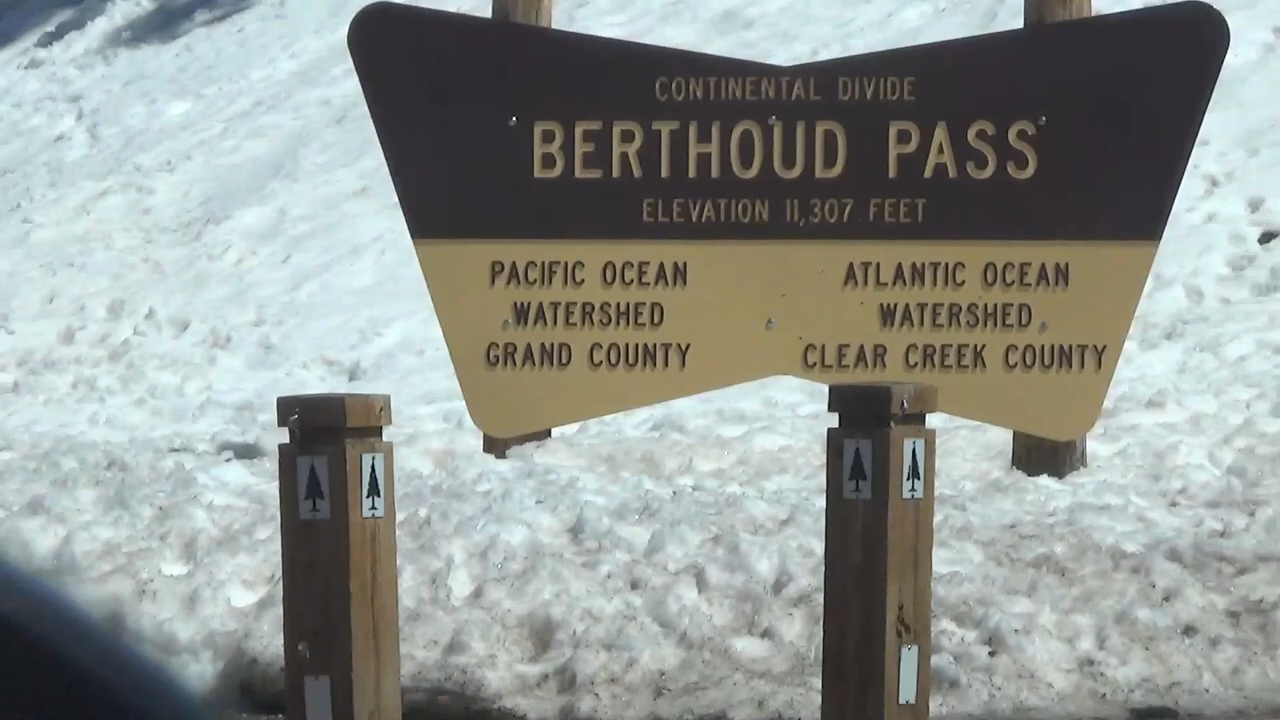 CONTINENTAL DIVIDE
BERTHOUD PASS
ELEVATION 11,307 FEET
PACIFIC OCEAN
WATERSHED
GRAND COUNTY
ATLANTIC OCEAN
WATERSHED
CLEAR CREEK COUNTY